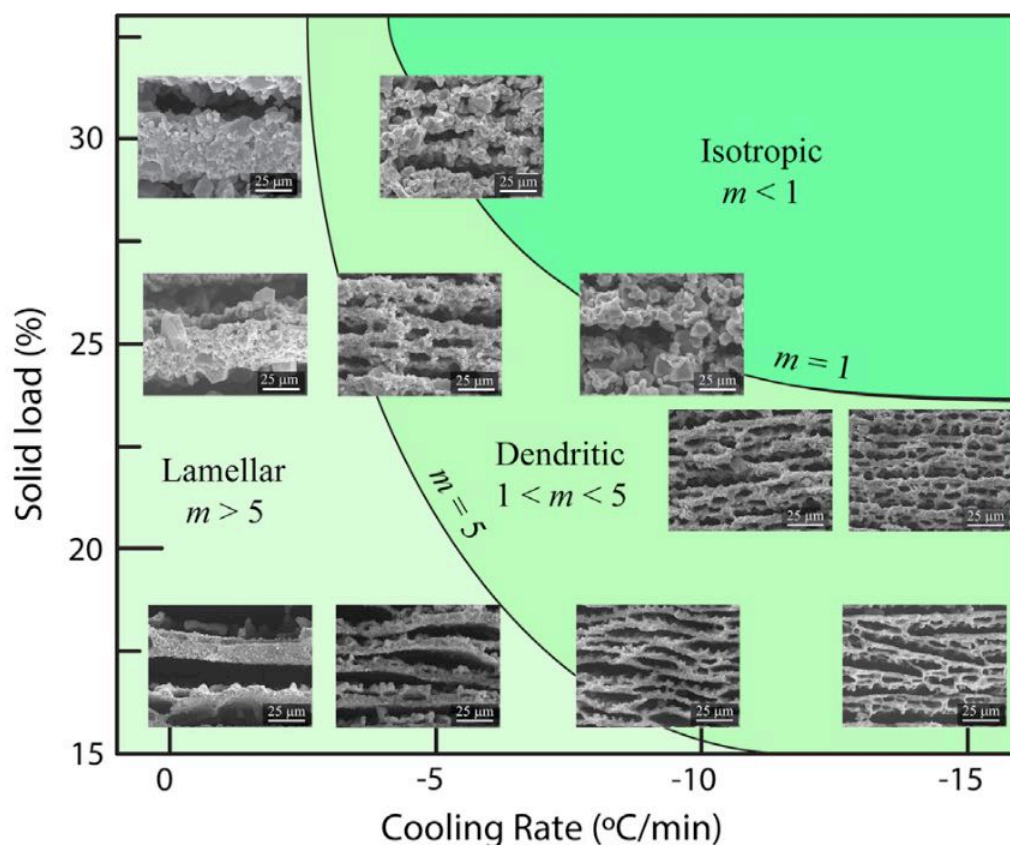 Solid load (%)
30
25
20
15
25 μm
25 μm
Isotropic
m < 1
25 μm
25 μm
25 μm
m = 1
Lamellar
m > 5
m = 5
Dendritic
1 < m < 5
25 μm
25 μm
25 μm
25 μm
25 μm
25 μm
0
-5
-10
-15
Cooling Rate (ºC/min)